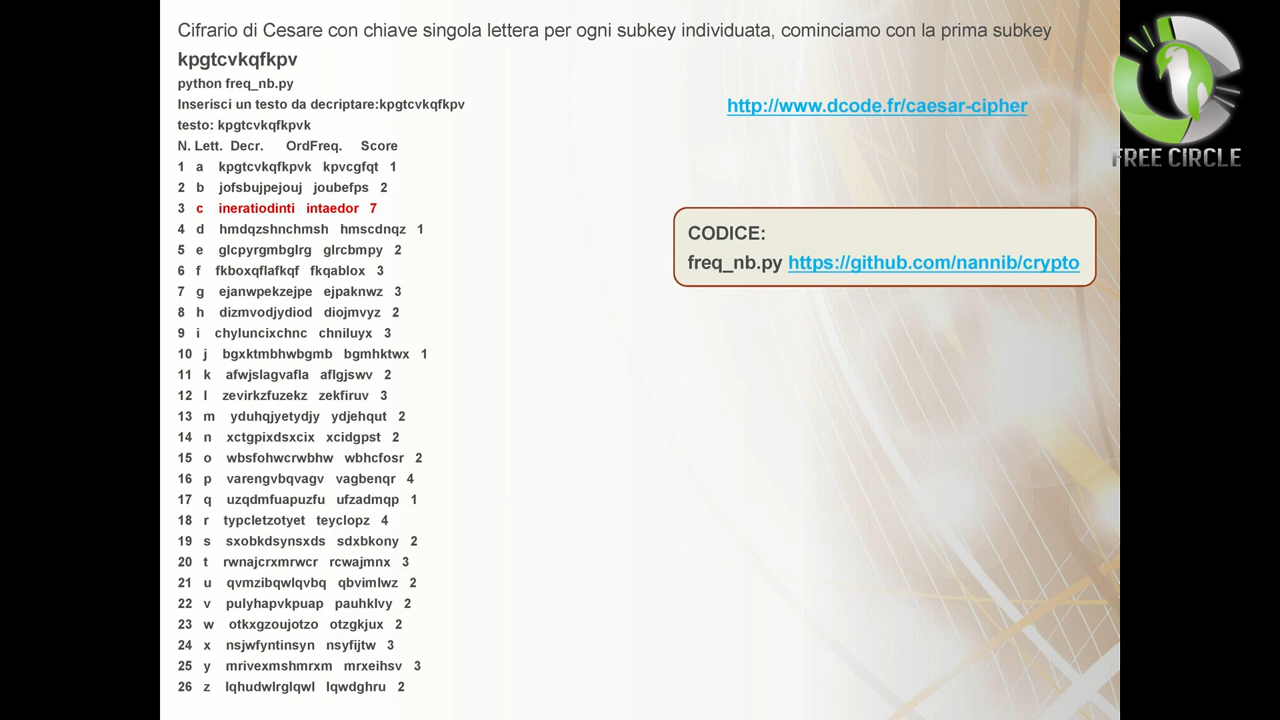 Cifrario di Cesare con chiave singola lettera per ogni subkey individuata, cominciamo con la prima subkey
kpgtcvkqfkpv
python freq_nb.py
Inserisci un testo da decriptare:kpgtcvkqfkpv
testo: kpgtcvkqfkpvk
N. Lett. Decr. OrdFreq. Score
1 a kpgtcvkqfkpvk kpvcgfqt 1
2 b jofsbujpejouj joubefps 2
3 c ineratiodinti intaedor 7
4 d hmdqzshnchmsh hmscdnqz 1
5 e glcpyrgmbglrg glrcbmpy 2
6 f fkboxqflafkqf fkqablox 3
7 g ejanwpekzejpe ejpaknwz 3
8 h dizmvodjydiod diojmvyz 2
9 i chyluncixchnc chniluyx 3
10 j bgxktmbhwbgmb bgmhktwx 1
11 k afwjslagvafla aflgjswv 2
12 l zevirkzfuzekz zekfiruv 3
13 m yduhqjyetydjy ydjehqut 2
14 n xctgpixdsxcix xcidgpst 2
15 o wbsfohwcrwbhw wbhcfosr 2
16 p varengvbqvagv vagbenqr 4
17 q uzqdmfuapuzfu ufzadmqp 1
18 r typcletzotyet teyclopz 4
19 s sxobkdsynsxds sdxbkony 2
20 t rwnajcrxmrwcr rcwajmnx 3
21 u qvmzibqwlqvbq qbvimlwz 2
22 v pulyhapvkpuap pauhklvy 2
23 w otkxgzoujotzo otzgkjux 2
24 x nsjwfyntinsyn nsyfijtw 3
25 y mrivexmshmrxm mrxeihsv 3
26 z lqhudwlrglqwl lqwdghru 2
http://www.dcode.fr/caesar-cipher
CODICE:
freq_nb.py https://github.com/nannib/crypto
FREE CIRCLE